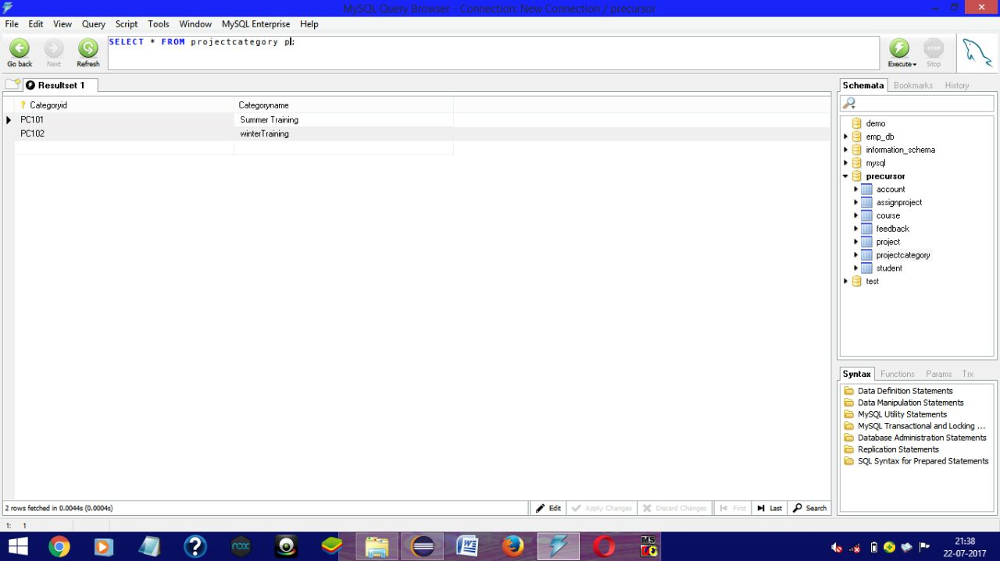 MySQL Query Browser - Connection: New Connection / precursor
File Edit View Query Script Tools Window MySQL Enterprise Help
SELECT * FROM projectcategory p;
Go back Next Refresh Execute Stop
Resultset 1
Schemata Bookmarks History
Categoryid Categoryname
PC101 Summer Training
PC102 winterTraining
demo
emp_db
information_schema
mysql
precursor
account
assignproject
course
feedback
project
projectcategory
student
test
Syntax Functions Params Trx
Data Definition Statements
Data Manipulation Statements
MySQL Utility Statements
MySQL Transactional and Locking ...
Database Administration Statements
Replication Statements
SQL Syntax for Prepared Statements
2 rows fetched in 0.0044s (0.0004s) Edit Apply Changes Discard Changes First Last Search
1: 1
nox
MS
21:38
22-07-2017